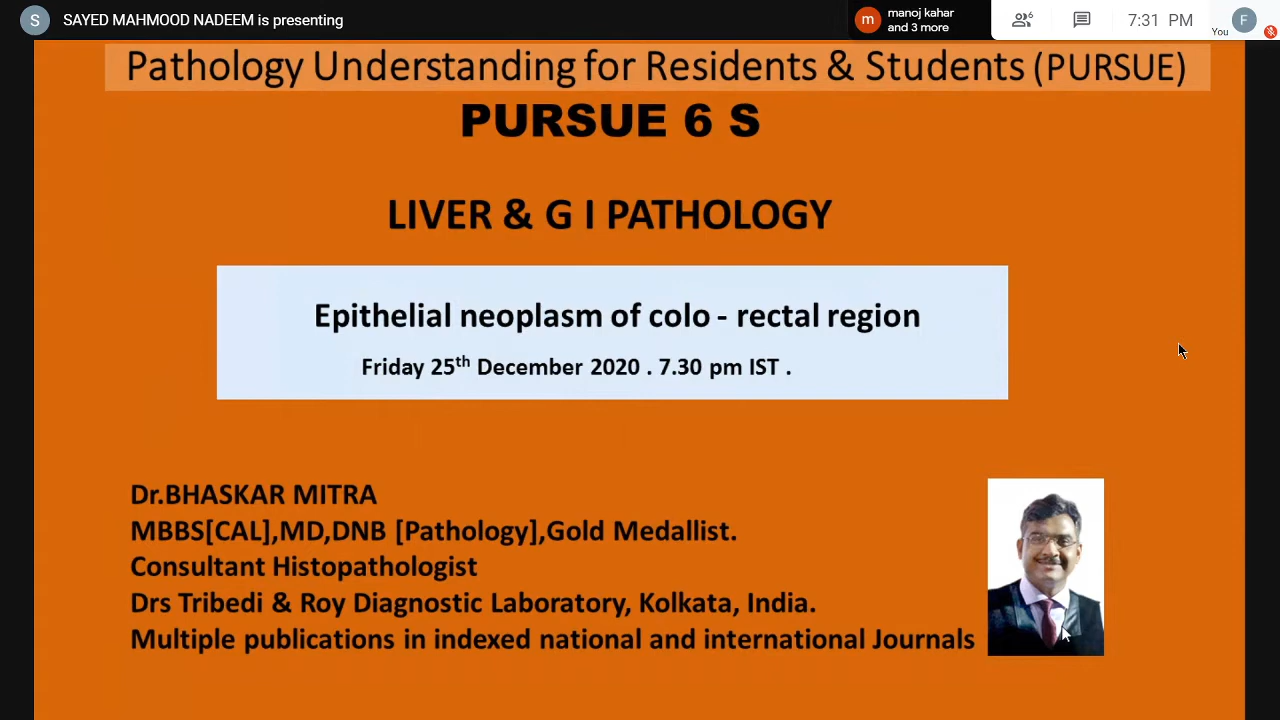 S SAYED MAHMOOD NADEEM is presenting
m manoj kahar
and 3 more
6
7:31 PM
You
F
Pathology Understanding for Residents & Students (PURSUE)
PURSUE 6 S
LIVER & G I PATHOLOGY
Epithelial neoplasm of colo - rectal region
Friday 25th December 2020 . 7.30 pm IST .
Dr.BHASKAR MITRA
MBBS[CAL],MD,DNB [Pathology],Gold Medallist.
Consultant Histopathologist
Drs Tribedi & Roy Diagnostic Laboratory, Kolkata, India.
Multiple publications in indexed national and international Journals